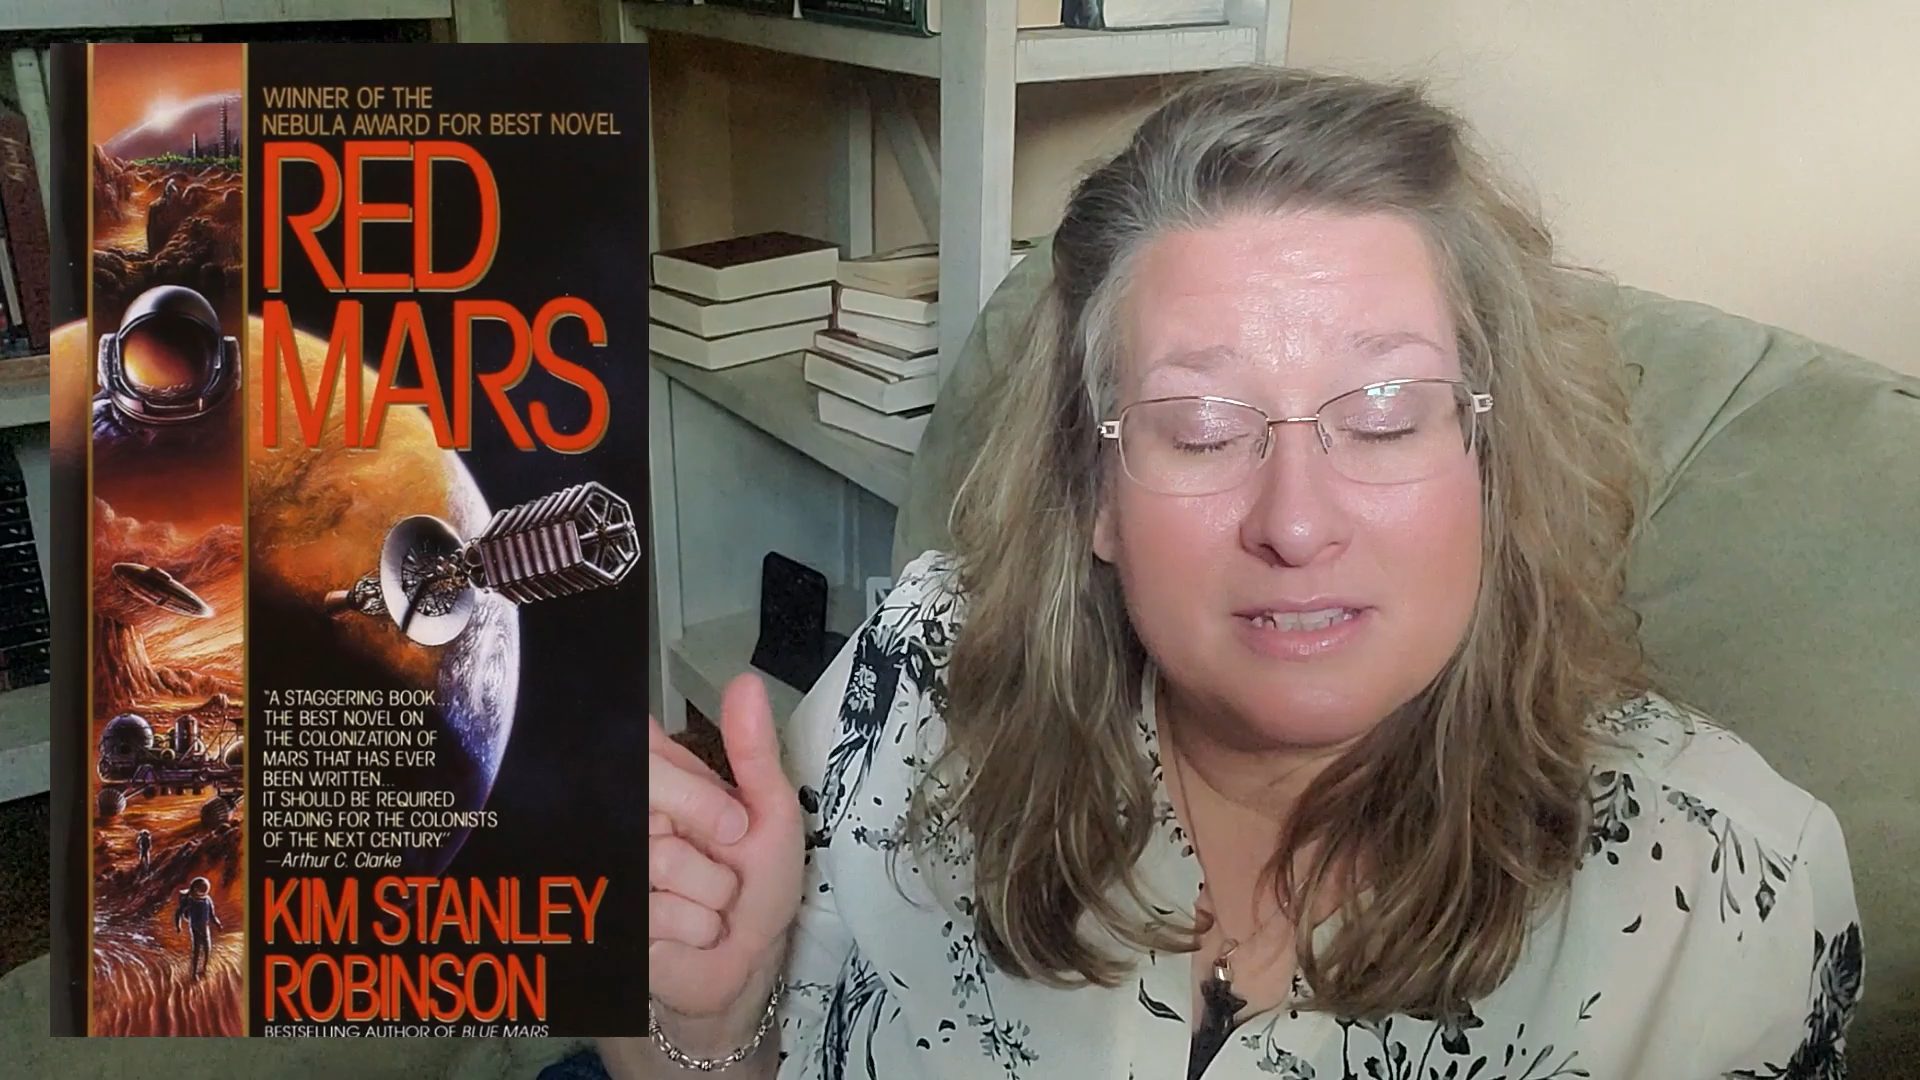 WINNER OF THE
NEBULA AWARD FOR BEST NOVEL
RED
MARS
"A STAGGERING BOOK...
THE BEST NOVEL ON
THE COLONIZATION OF
MARS THAT HAS EVER
BEEN WRITTEN...
IT SHOULD BE REQUIRED
READING FOR THE COLONISTS
OF THE NEXT CENTURY."
—Arthur C. Clarke
KIM STANLEY
ROBINSON
BESTSELLING AUTHOR OF BLUE MARS